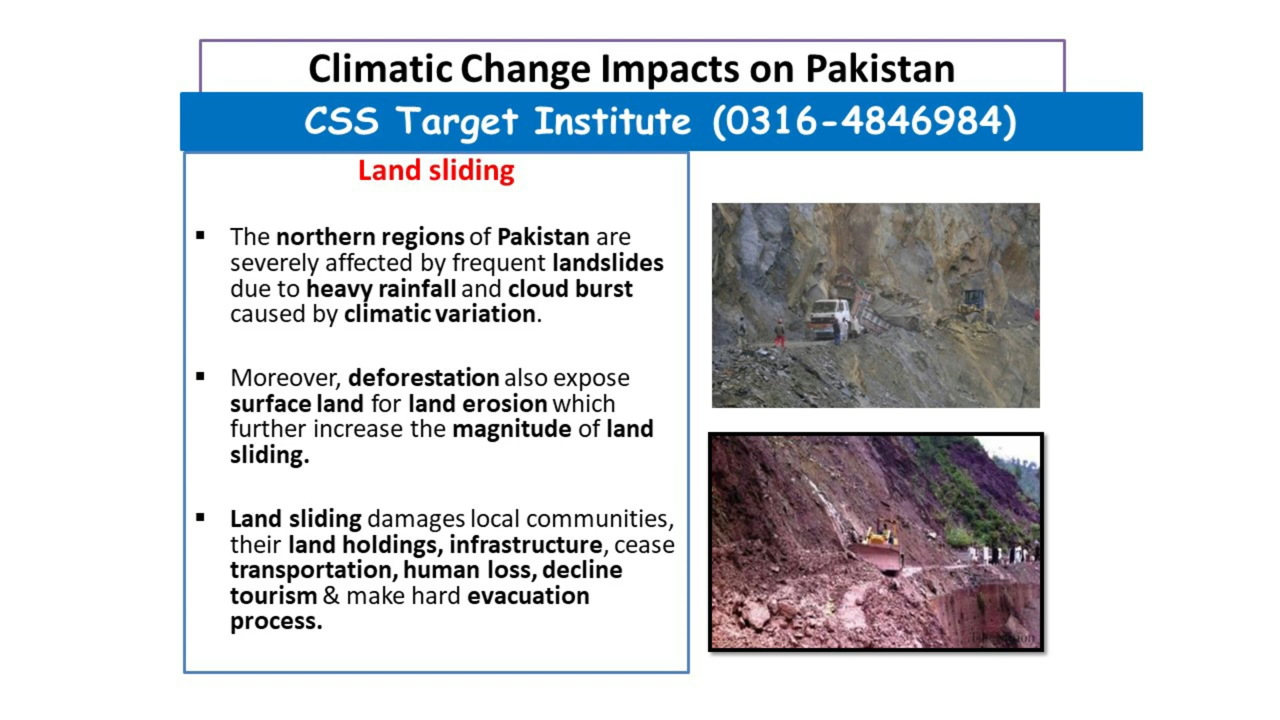 Climatic Change Impacts on Pakistan
CSS Target Institute (0316-4846984)
Land sliding
▪ The northern regions of Pakistan are
severely affected by frequent landslides
due to heavy rainfall and cloud burst
caused by climatic variation.
▪ Moreover, deforestation also expose
surface land for land erosion which
further increase the magnitude of land
sliding.
▪ Land sliding damages local communities,
their land holdings, infrastructure, cease
transportation, human loss, decline
tourism & make hard evacuation
process.